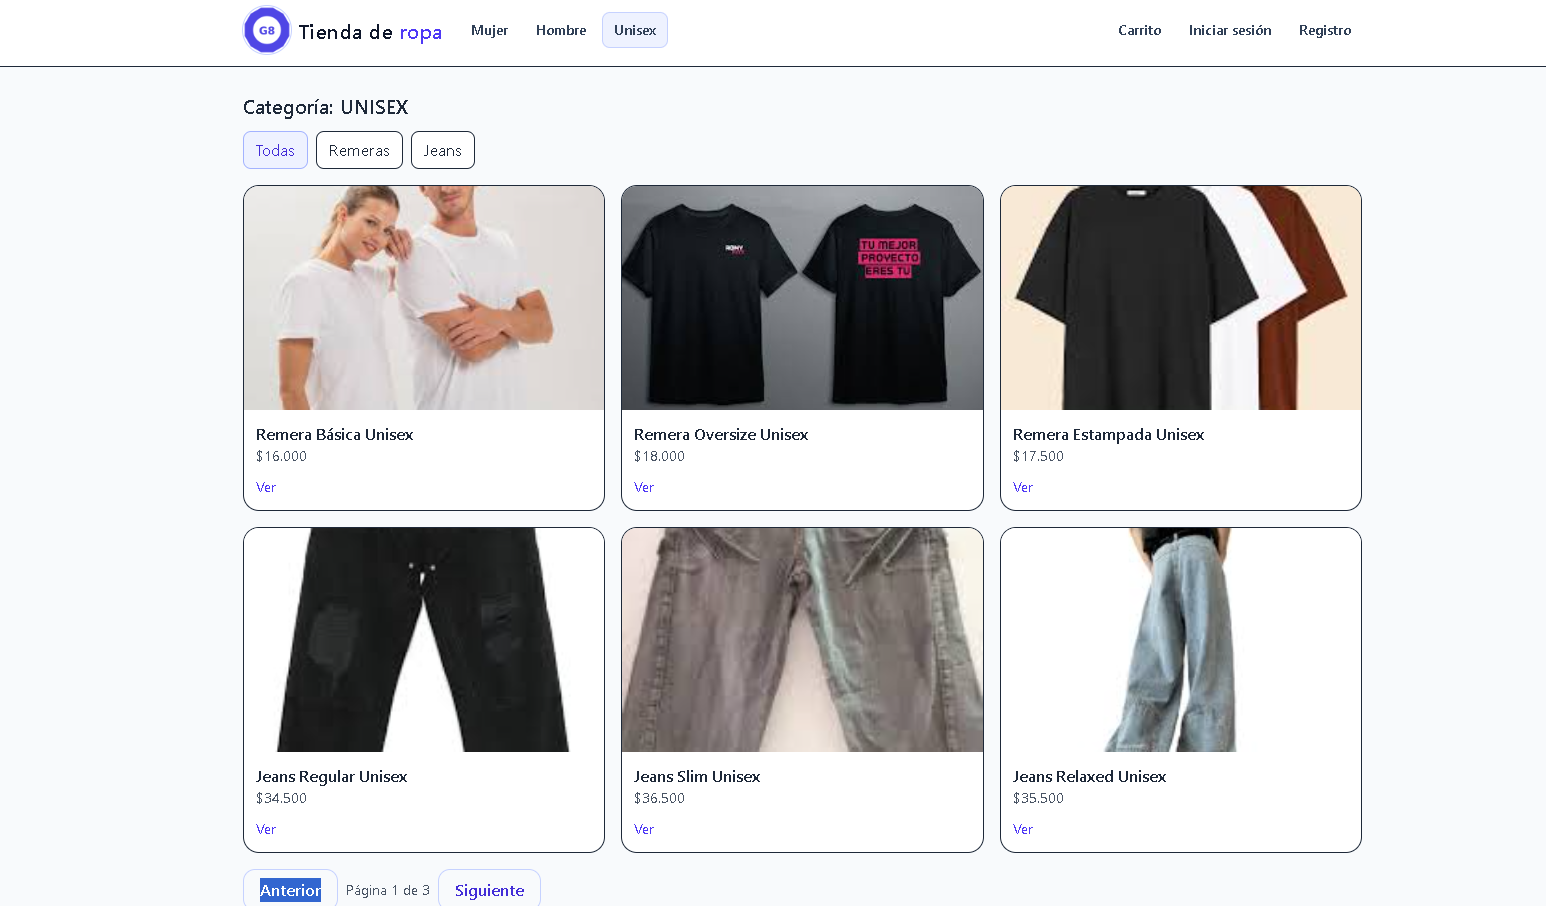 G8 Tienda de ropa Mujer Hombre Unisex Carrito Iniciar sesión Registro
Categoría: UNISEX
Todas Remeras Jeans
TU MEJOR
PROYECTO
ERES TU
Remera Básica Unisex
$16.000
Ver
Remera Oversize Unisex
$18.000
Ver
Remera Estampada Unisex
$17.500
Ver
Jeans Regular Unisex
$34.500
Ver
Jeans Slim Unisex
$36.500
Ver
Jeans Relaxed Unisex
$35.500
Ver
Anterior Página 1 de 3 Siguiente